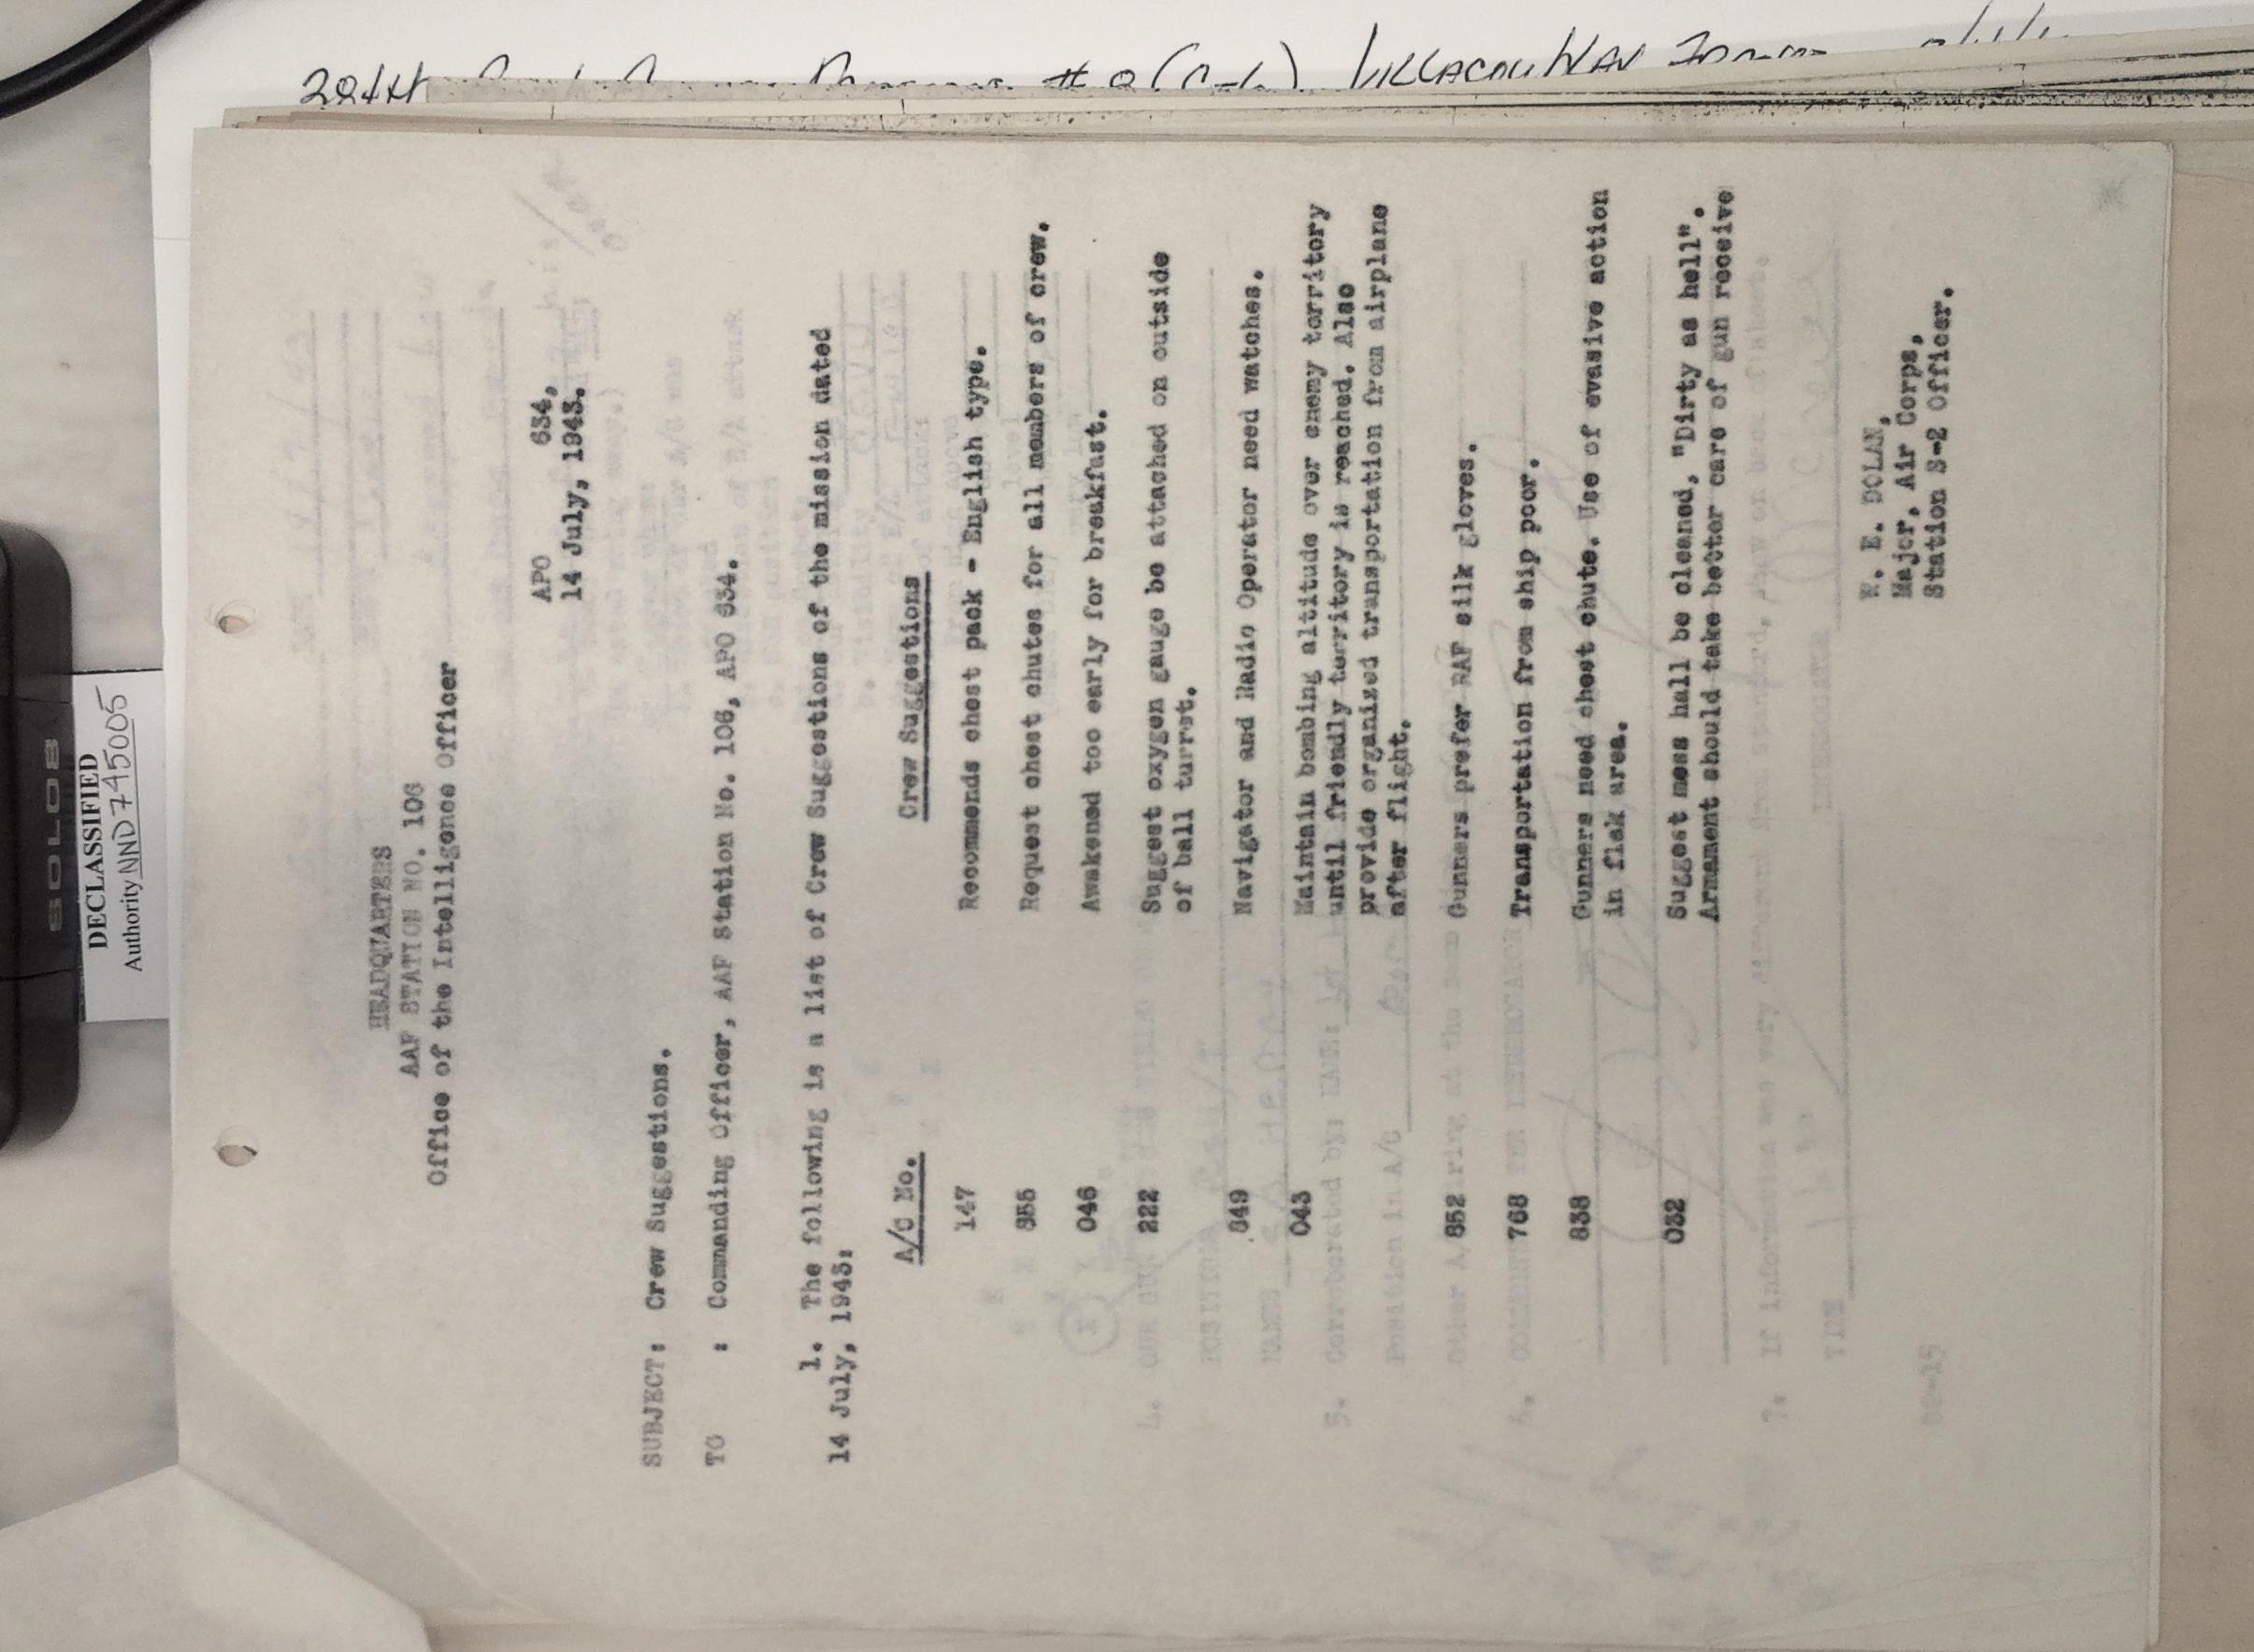 SOLO8
DECLASSIFIED
Authority NND 745005
384th # 2 VILLACOUBLAY
HEADQUARTERS
AAF STATION NO. 106
Office of the Intelligence Officer
APO 634,
14 July, 1943.
SUBJECT: Crew Suggestions.
TO : Commanding Officer, AAF Station No. 106, APO 634.
1. The following is a list of Crew Suggestions of the mission dated
14 July, 1943:
A/C No. Crew Suggestions
147 Recommends chest pack - English type.
855 Request chest chutes for all members of crew.
046 Awakened too early for breakfast.
222 Suggest oxygen gauge be attached on outside
of ball turret.
849 Navigator and Radio Operator need watches.
043 Maintain bombing altitude over enemy territory
until friendly territory is reached. Also
provide organized transportation from airplane
after flight.
852 Gunners prefer RAF silk gloves.
768 Transportation from ship poor.
838 Gunners need chest chute. Use of evasive action
in flak area.
032 Suggest mess hall be cleaned, "Dirty as hell".
Armament should take better care of gun receive
W. E. DOLAN,
Major, Air Corps,
Station S-2 Officer.